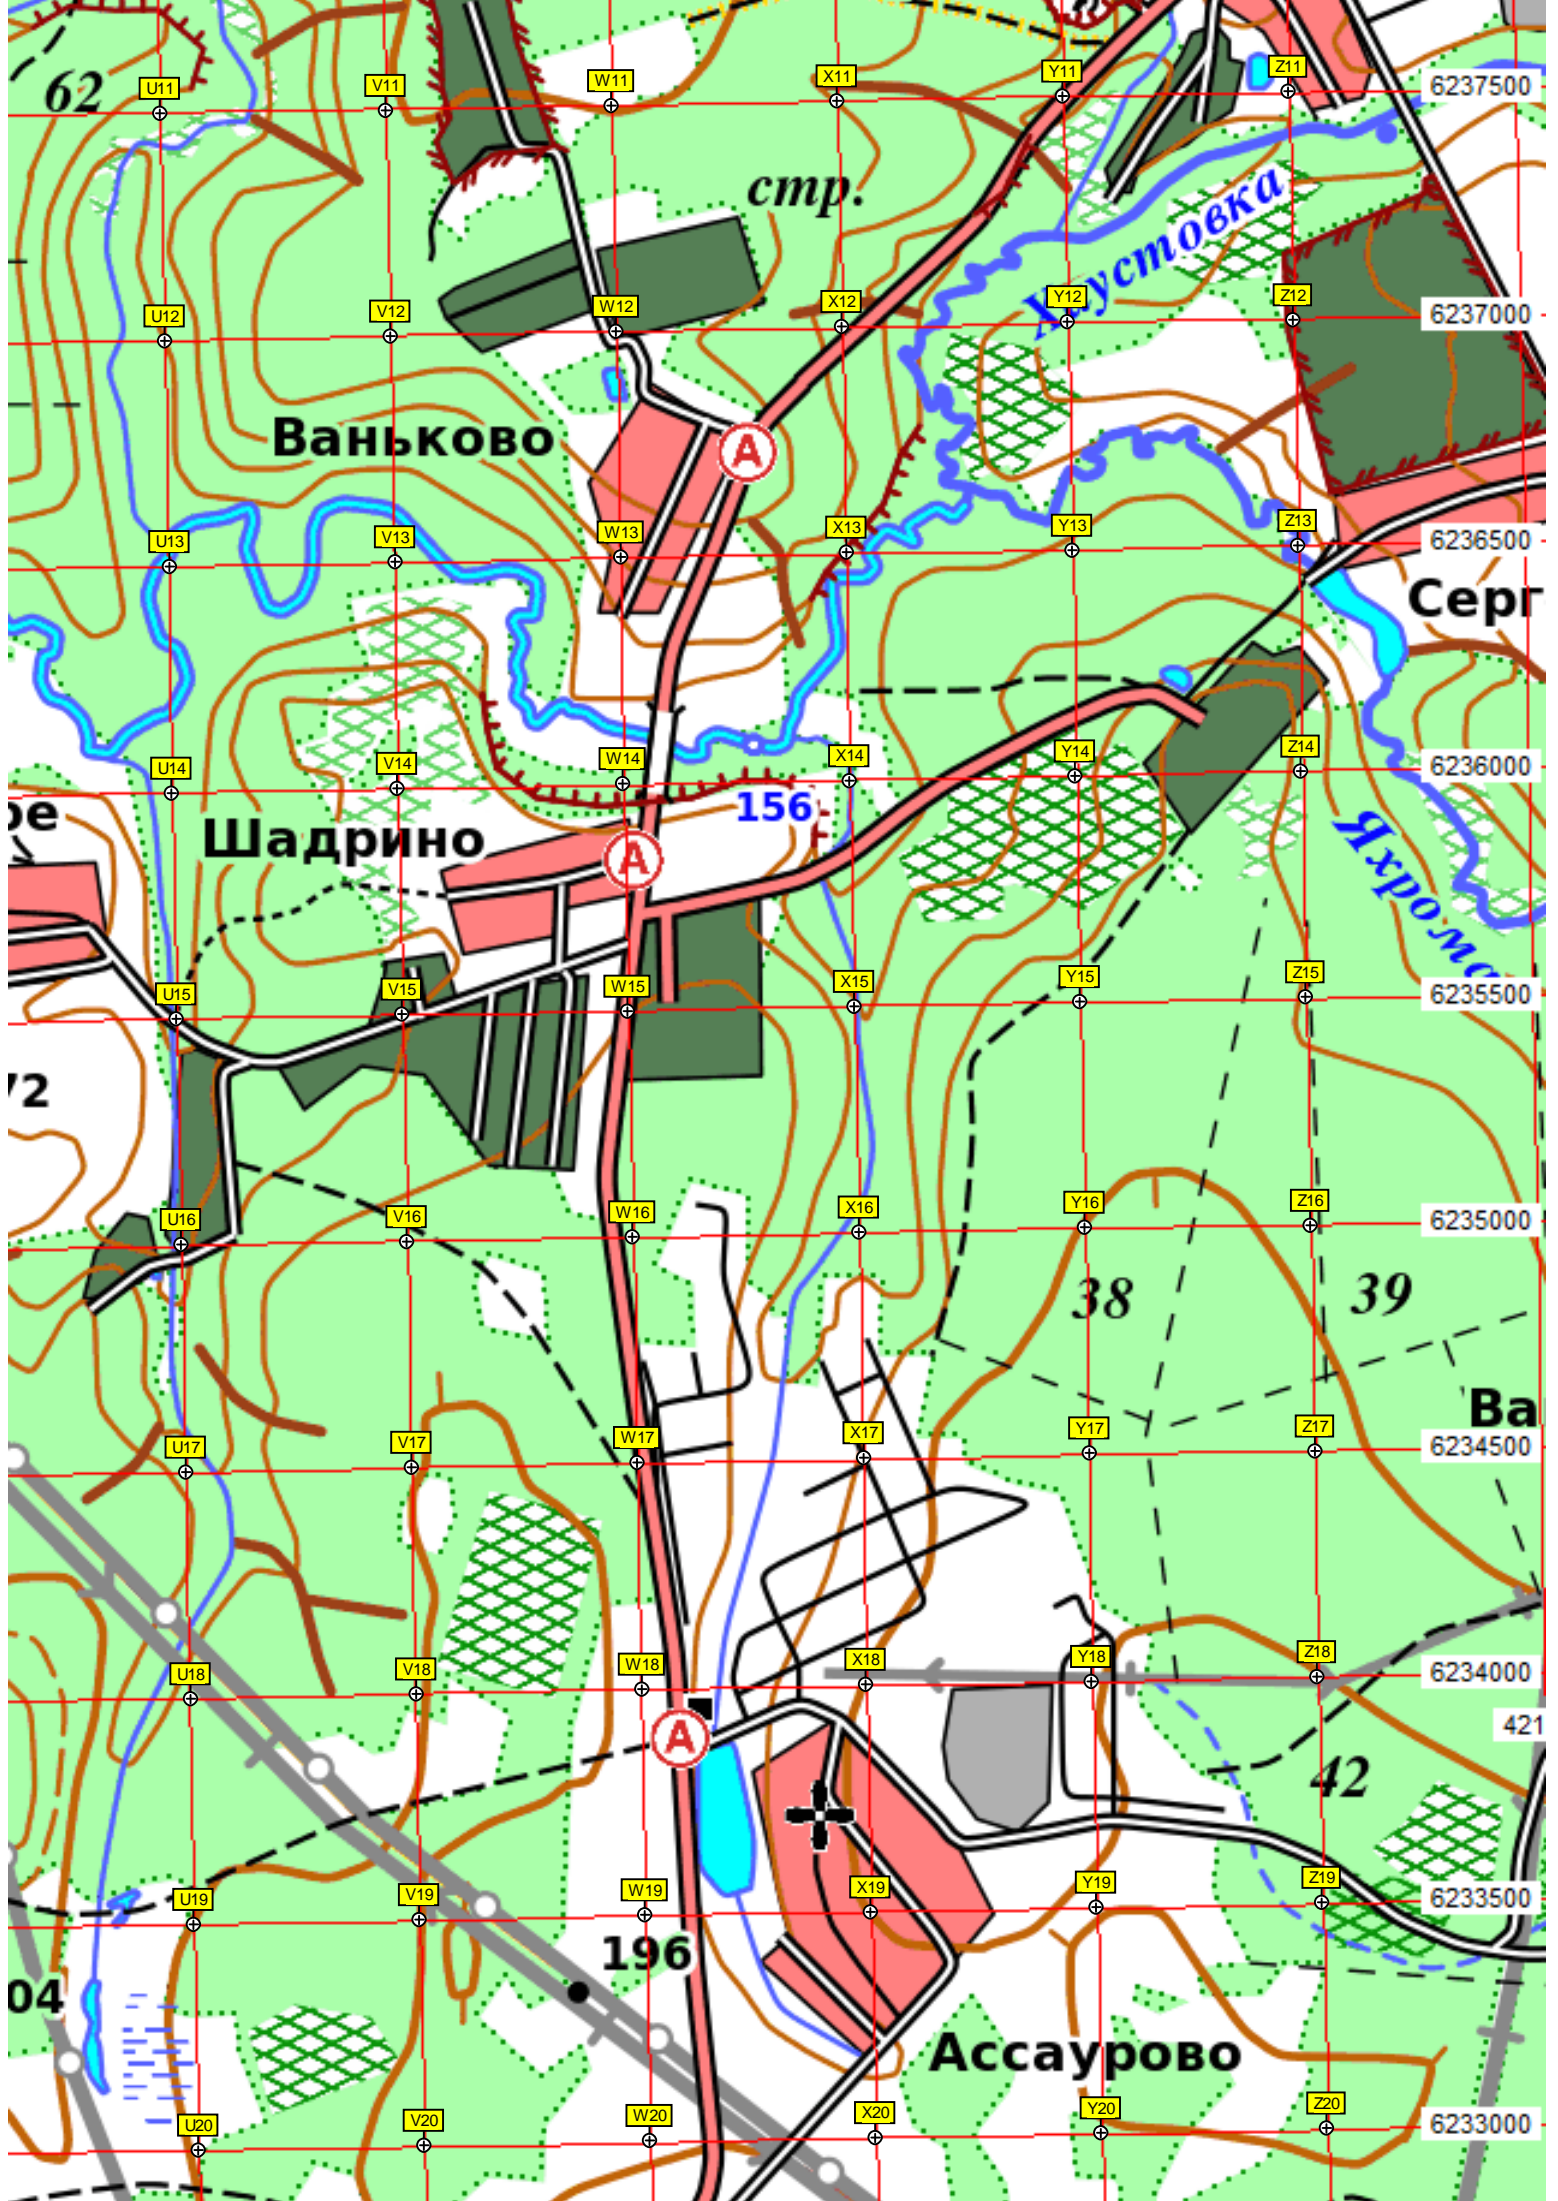 U11 V11 W11 X11 Y11 Z11
6237500
62
стр.
Хаустовка
U12 V12 W12 X12 Y12 Z12
6237000
Ваньково
A
U13 V13 W13 X13 Y13 Z13
6236500
Серг
U14 V14 W14 X14 Y14 Z14
6236000
156
ре
Шадрино
A
Яхрома
U15 V15 W15 X15 Y15 Z15
6235500
72
U16 V16 W16 X16 Y16 Z16
6235000
38
39
Ва
U17 V17 W17 X17 Y17 Z17
6234500
U18 V18 W18 X18 Y18 Z18
6234000
421
A
42
U19 V19 W19 X19 Y19 Z19
6233500
196
04
Ассаурово
U20 V20 W20 X20 Y20 Z20
6233000